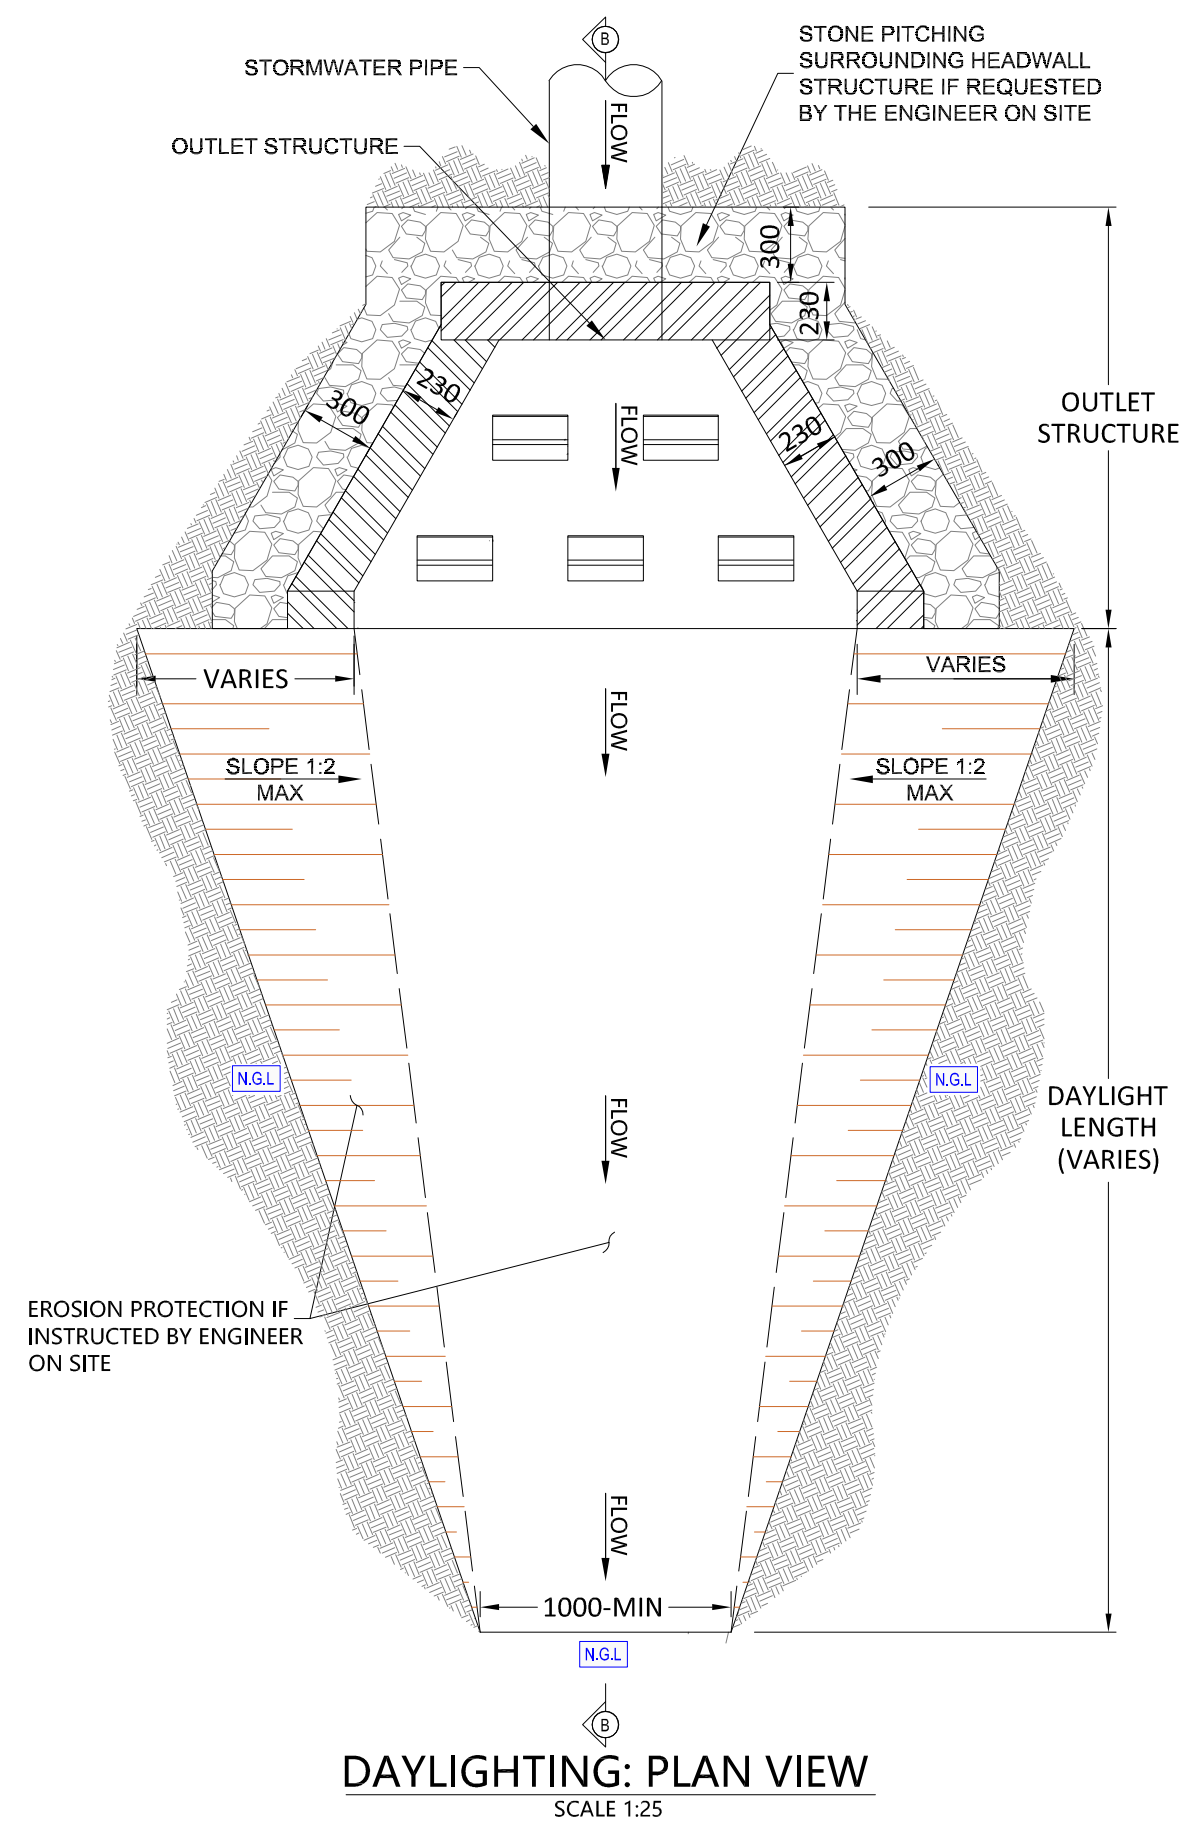 B
STORMWATER PIPE
STONE PITCHING
SURROUNDING HEADWALL
STRUCTURE IF REQUESTED
BY THE ENGINEER ON SITE
FLOW
OUTLET STRUCTURE
300
230
230
300
FLOW
230
300
OUTLET
STRUCTURE
VARIES
VARIES
FLOW
SLOPE 1:2
MAX
SLOPE 1:2
MAX
N.G.L
N.G.L
FLOW
DAYLIGHT
LENGTH
(VARIES)
EROSION PROTECTION IF
INSTRUCTED BY ENGINEER
ON SITE
FLOW
1000-MIN
N.G.L
B
DAYLIGHTING: PLAN VIEW
SCALE 1:25